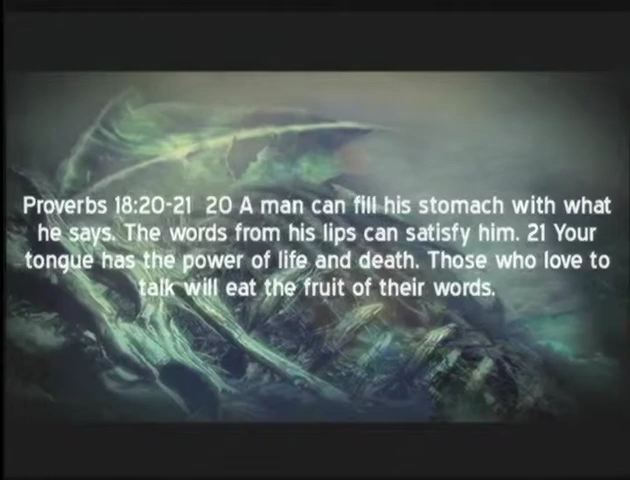 Proverbs 18:20-21  20 A man can fill his stomach with what
he says. The words from his lips can satisfy him. 21 Your
tongue has the power of life and death. Those who love to
talk will eat the fruit of their words.